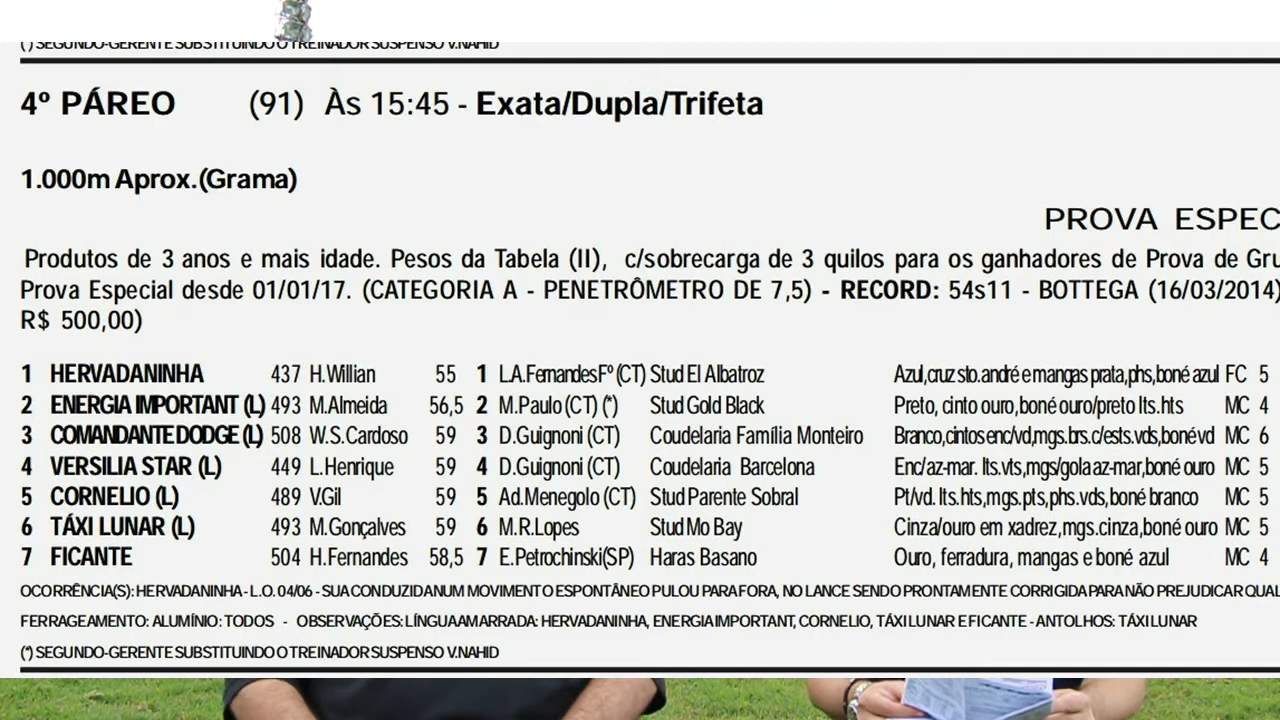 (*) SEGUNDO-GERENTE SUBSTITUINDO O TREINADOR SUSPENSO V.NAHID
4º PÁREO (91) Às 15:45 - Exata/Dupla/Trifeta
1.000m Aprox.(Grama)
PROVA ESPEC
Produtos de 3 anos e mais idade. Pesos da Tabela (II), c/sobrecarga de 3 quilos para os ganhadores de Prova de Gru
Prova Especial desde 01/01/17. (CATEGORIA A - PENETRÔMETRO DE 7,5) - RECORD: 54s11 - BOTTEGA (16/03/2014)
R$ 500,00)
1 HERVADANINHA 437 H.Willian 55 1 L.A.Fernandes Fº (CT) Stud El Albatroz Azul,cruz sto.andré e mangas prata,phs,boné azul FC 5
2 ENERGIA IMPORTANT (L) 493 M.Almeida 56,5 2 M.Paulo (CT) (*) Stud Gold Black Preto, cinto ouro,boné ouro/preto lts.hts MC 5
3 COMANDANTE DODGE (L) 508 W.S.Cardoso 59 3 D.Guignoni (CT) Coudelaria Família Monteiro Branco,cintos enc/vd,mgs.brs.c/ests.vds,boné vd MC 6
4 VERSILIA STAR (L) 449 L.Henrique 59 4 D.Guignoni (CT) Coudelaria Barcelona Enc/az-mar. lts.vts,mgs/gola az-mar,boné ouro MC 5
5 CORNELIO (L) 489 V.Gil 59 5 Ad.Menegolo (CT) Stud Parente Sobral Pt/vd. lts.hts,mgs.pts,phs.vds,boné branco MC 5
6 TÁXI LUNAR (L) 493 M.Gonçalves 59 6 M.R.Lopes Stud Mo Bay Cinza/ouro em xadrez,mgs.cinza,boné ouro MC 5
7 FICANTE 504 H.Fernandes 58,5 7 E.Petrochinski(SP) Haras Basano Ouro, ferradura, mangas e boné azul MC 4
OCORRÊNCIA(S): HERVADANINHA - L.O. 04/06 - SUA CONDUZIDA NUM MOVIMENTO ESPONTÂNEO PULOU PARA FORA, NO LANCE SENDO PRONTAMENTE CORRIGIDA PARA NÃO PREJUDICAR QUAL
FERRAGEAMENTO: ALUMÍNIO: TODOS - OBSERVAÇÕES: LÍNGUA AMARRADA: HERVADANINHA, ENERGIA IMPORTANT, CORNELIO, TÁXI LUNAR E FICANTE - ANTOLHOS: TÁXI LUNAR
(*) SEGUNDO-GERENTE SUBSTITUINDO O TREINADOR SUSPENSO V.NAHID